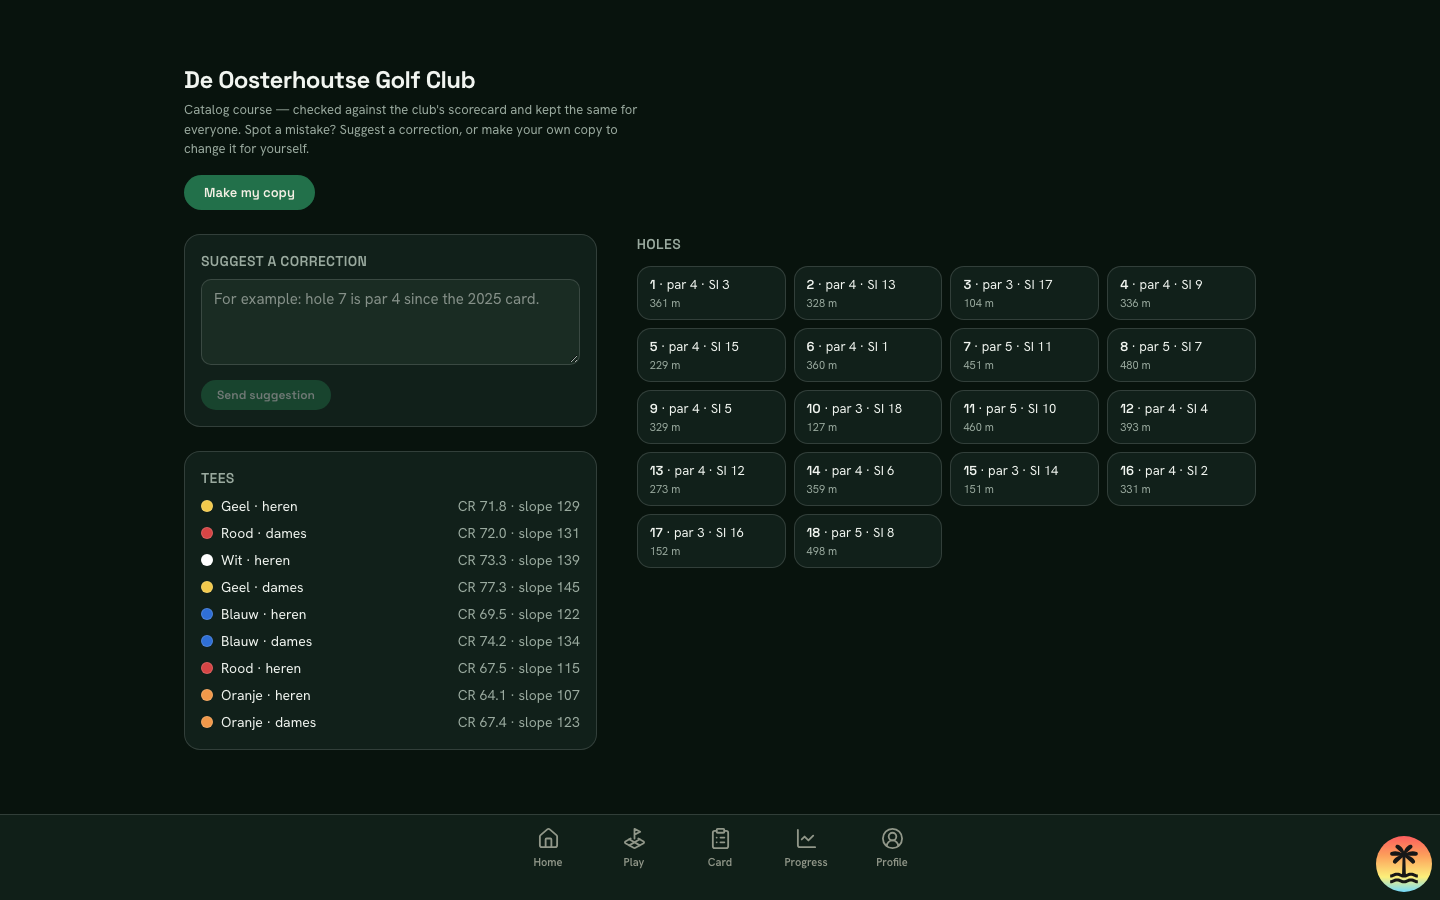 De Oosterhoutse Golf Club
Catalog course — checked against the club's scorecard and kept the same for
everyone. Spot a mistake? Suggest a correction, or make your own copy to
change it for yourself.
Make my copy
SUGGEST A CORRECTION
For example: hole 7 is par 4 since the 2025 card.
Send suggestion
TEES
Geel · heren CR 71.8 · slope 129
Rood · dames CR 72.0 · slope 131
Wit · heren CR 73.3 · slope 139
Geel · dames CR 77.3 · slope 145
Blauw · heren CR 69.5 · slope 122
Blauw · dames CR 74.2 · slope 134
Rood · heren CR 67.5 · slope 115
Oranje · heren CR 64.1 · slope 107
Oranje · dames CR 67.4 · slope 123
HOLES
1 · par 4 · SI 3
361 m
2 · par 4 · SI 13
328 m
3 · par 3 · SI 17
104 m
4 · par 4 · SI 9
336 m
5 · par 4 · SI 15
229 m
6 · par 4 · SI 1
360 m
7 · par 5 · SI 11
451 m
8 · par 5 · SI 7
480 m
9 · par 4 · SI 5
329 m
10 · par 3 · SI 18
127 m
11 · par 5 · SI 10
460 m
12 · par 4 · SI 4
393 m
13 · par 4 · SI 12
273 m
14 · par 4 · SI 6
359 m
15 · par 3 · SI 14
151 m
16 · par 4 · SI 2
331 m
17 · par 3 · SI 16
152 m
18 · par 5 · SI 8
498 m
Home
Play
Card
Progress
Profile